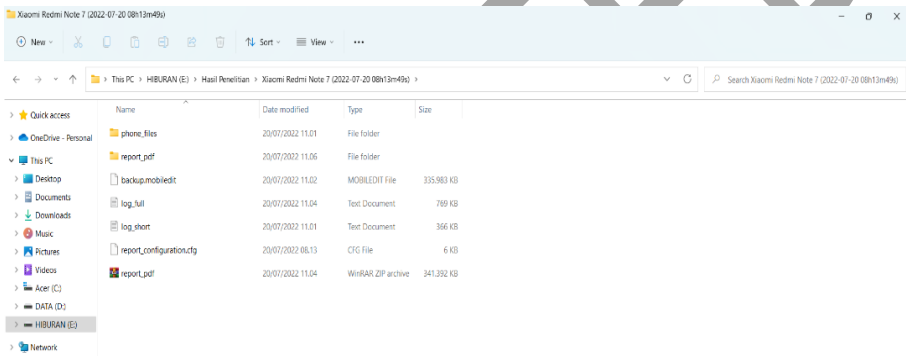 Xiaomi Redmi Note 7 (2022-07-20 08h13m49s)
New Sort View ...
This PC > HIBURAN (E:) > Hasil Penelitian > Xiaomi Redmi Note 7 (2022-07-20 08h13m49s) > Search Xiaomi Redmi Note 7 (2022-07-20 08h13m49s)
Quick access
OneDrive - Personal
This PC
Desktop
Documents
Downloads
Music
Pictures
Videos
Acer (C:)
DATA (D:)
HIBURAN (E:)
Network
Name Date modified Type Size
phone_files 20/07/2022 11.01 File folder
report_pdf 20/07/2022 11.06 File folder
backup.mobiledit 20/07/2022 11.02 MOBILEDIT File 335.983 KB
log_full 20/07/2022 11.04 Text Document 769 KB
log_short 20/07/2022 11.01 Text Document 366 KB
report_configuration.cfg 20/07/2022 08.13 CFG File 6 KB
report_pdf 20/07/2022 11.04 WinRAR ZIP archive 341.392 KB